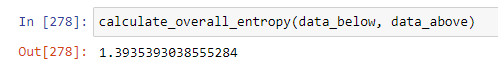 In [278]: calculate_overall_entropy(data_below, data_above)
Out[278]: 1.3935393038555284